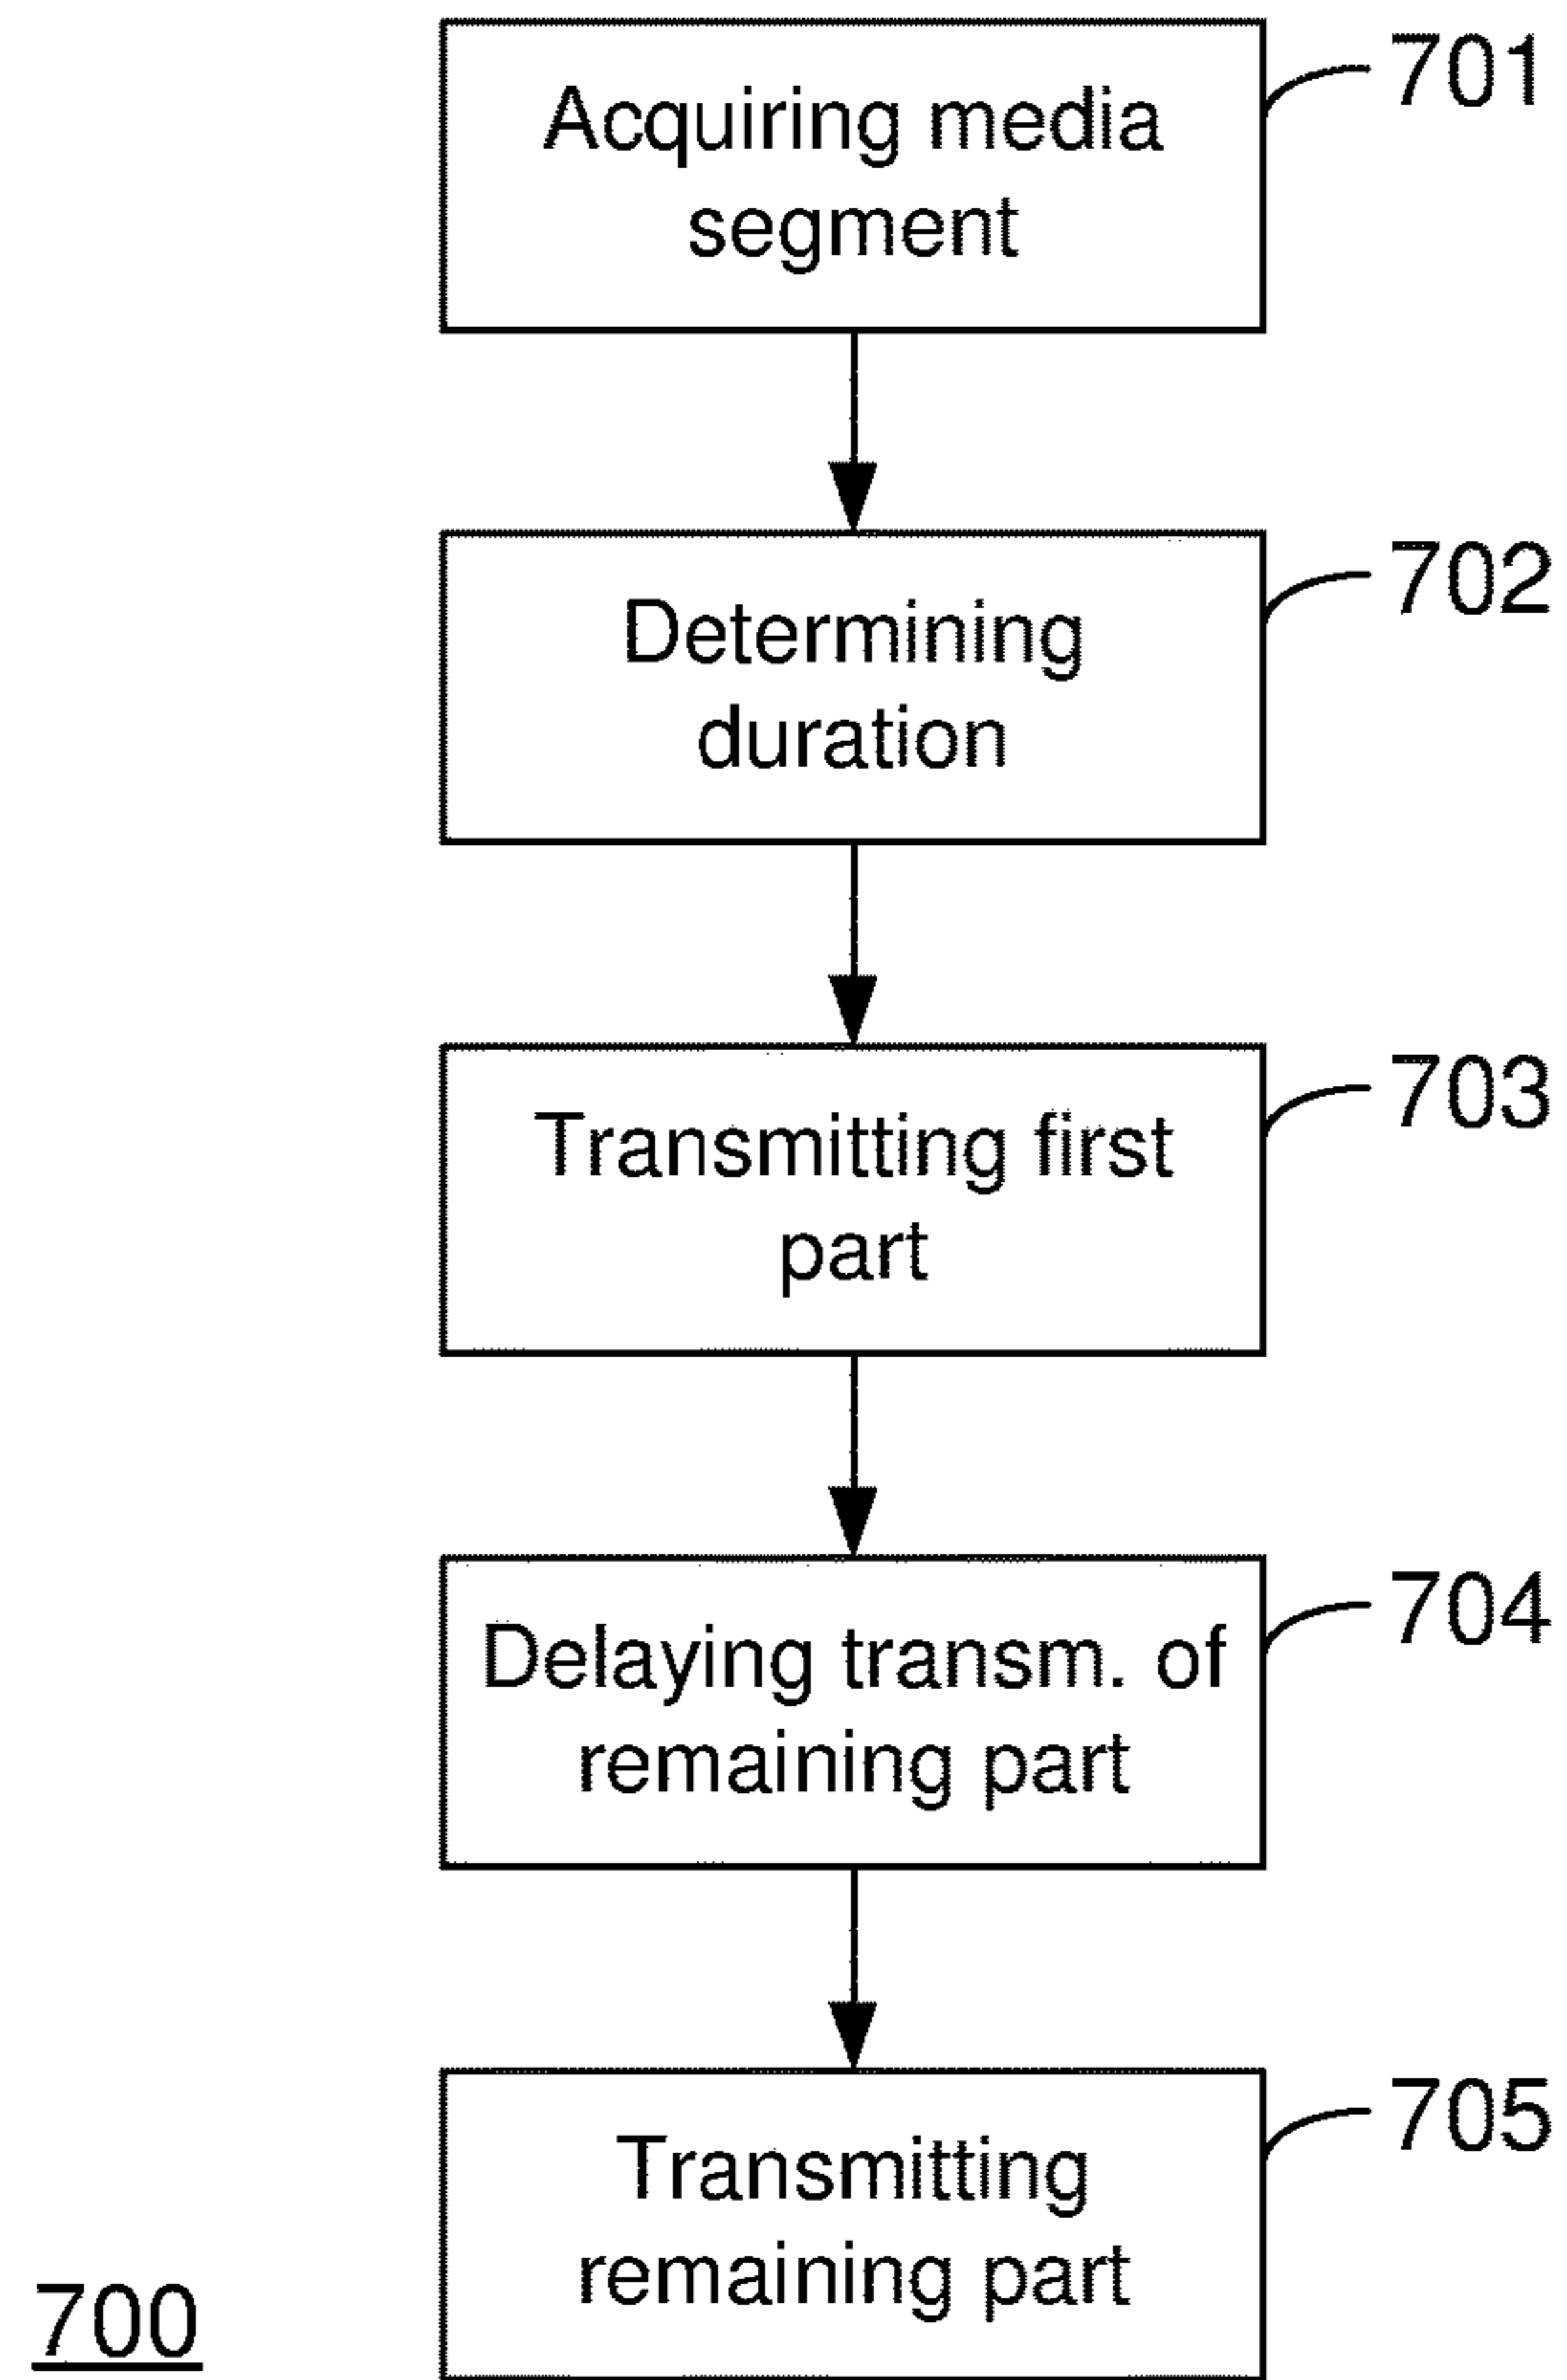 Acquiring media
segment
701
Determining
duration
702
Transmitting first
part
703
Delaying transm. of
remaining part
704
Transmitting
remaining part
705
700